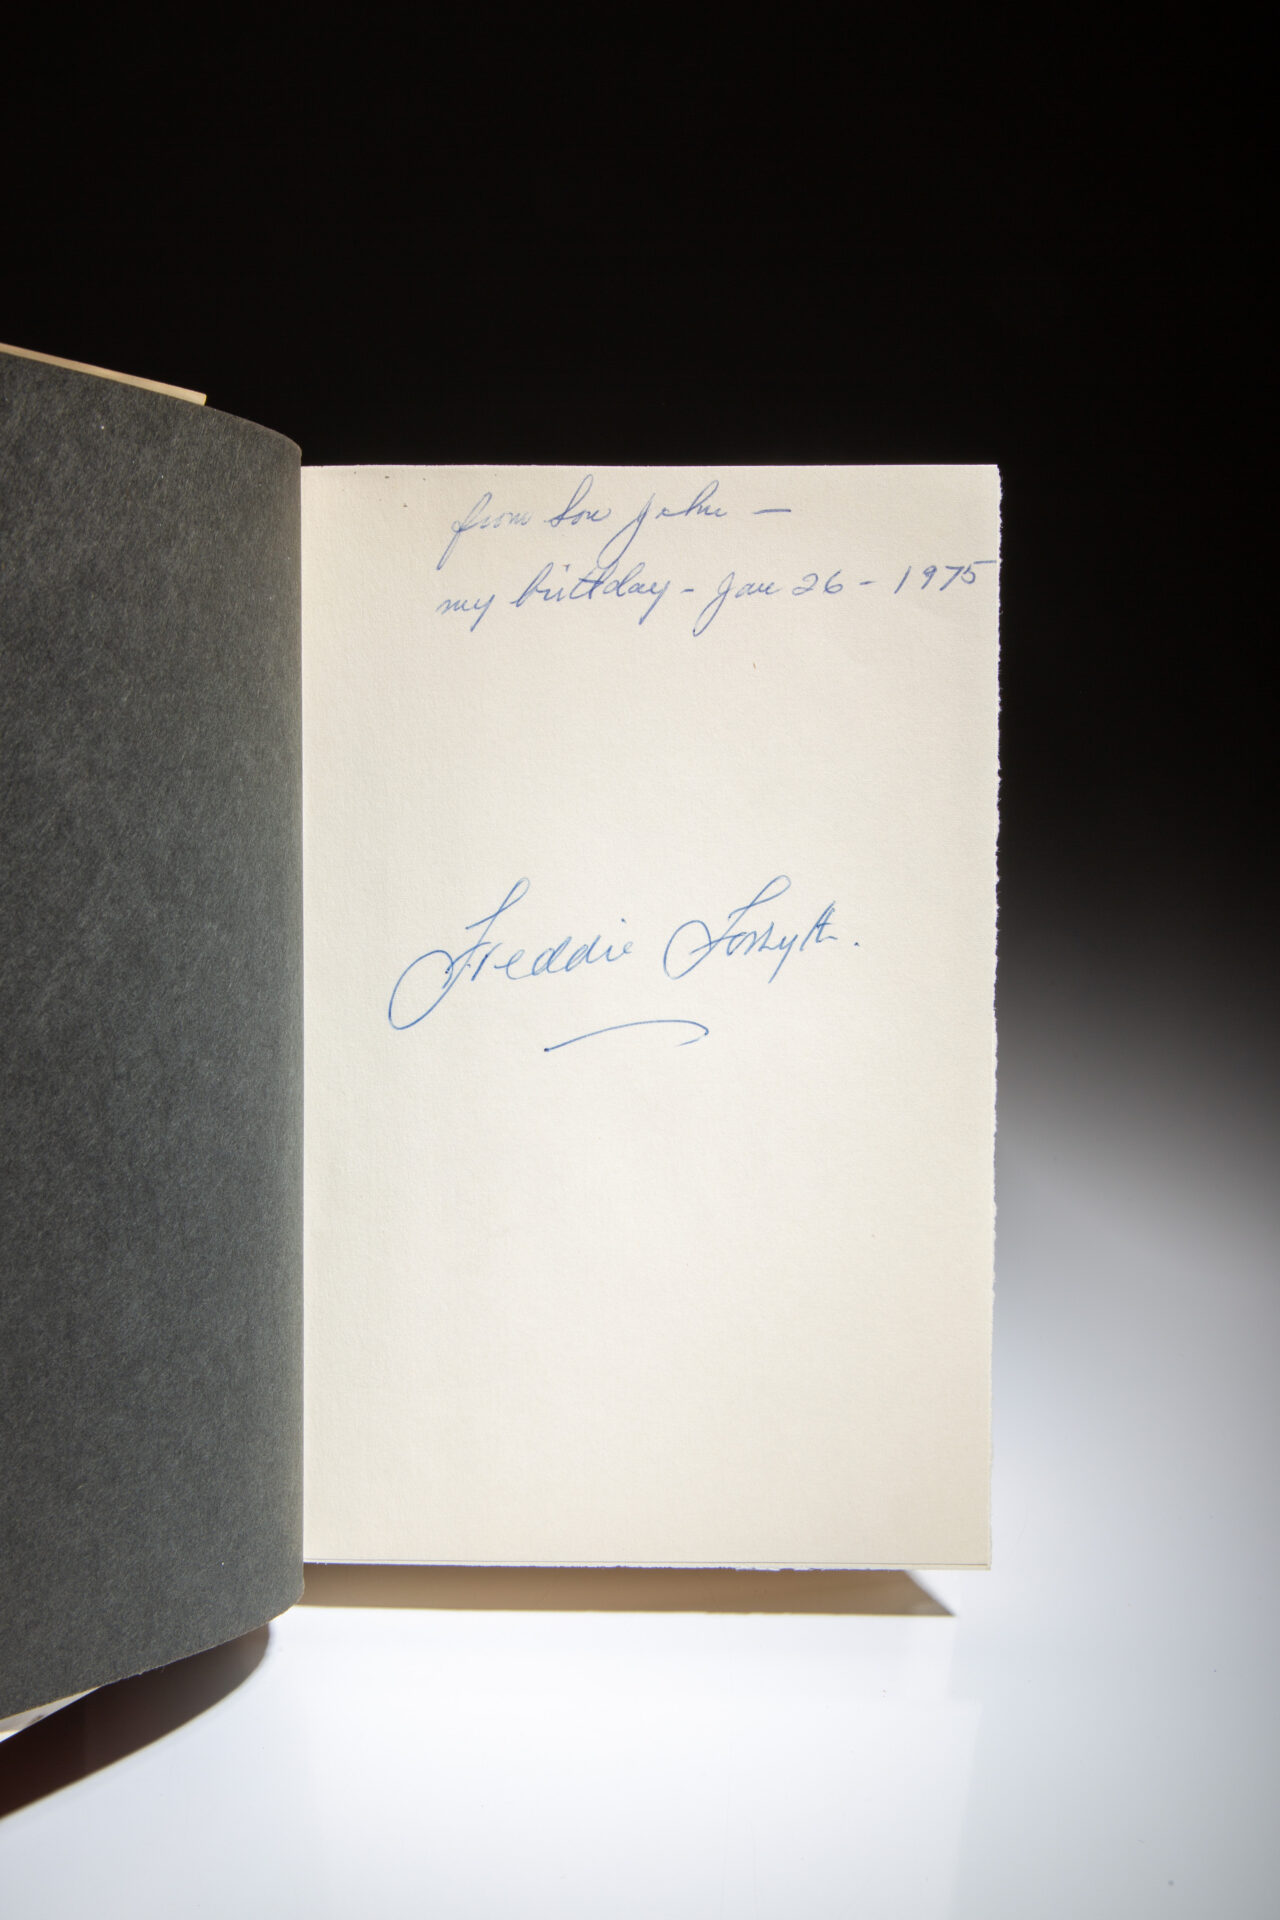 from Son John —
my birthday - Jan 26 - 1975
Freddie Forsyth.